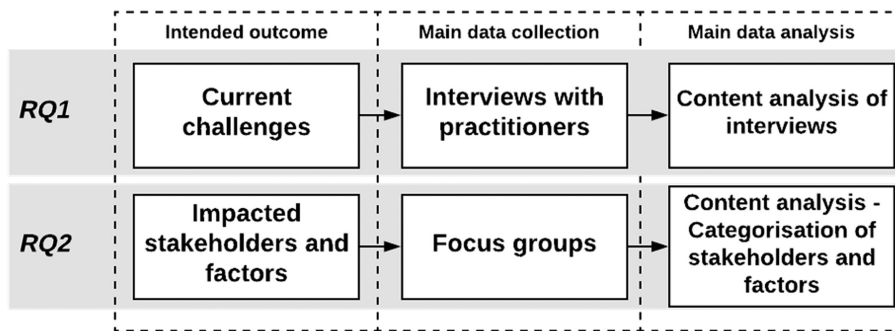 Intended outcome
Main data collection
Main data analysis
RQ1
Current
challenges
Interviews with
practitioners
Content analysis of
interviews
RQ2
Impacted
stakeholders and
factors
Focus groups
Content analysis -
Categorisation of
stakeholders and
factors